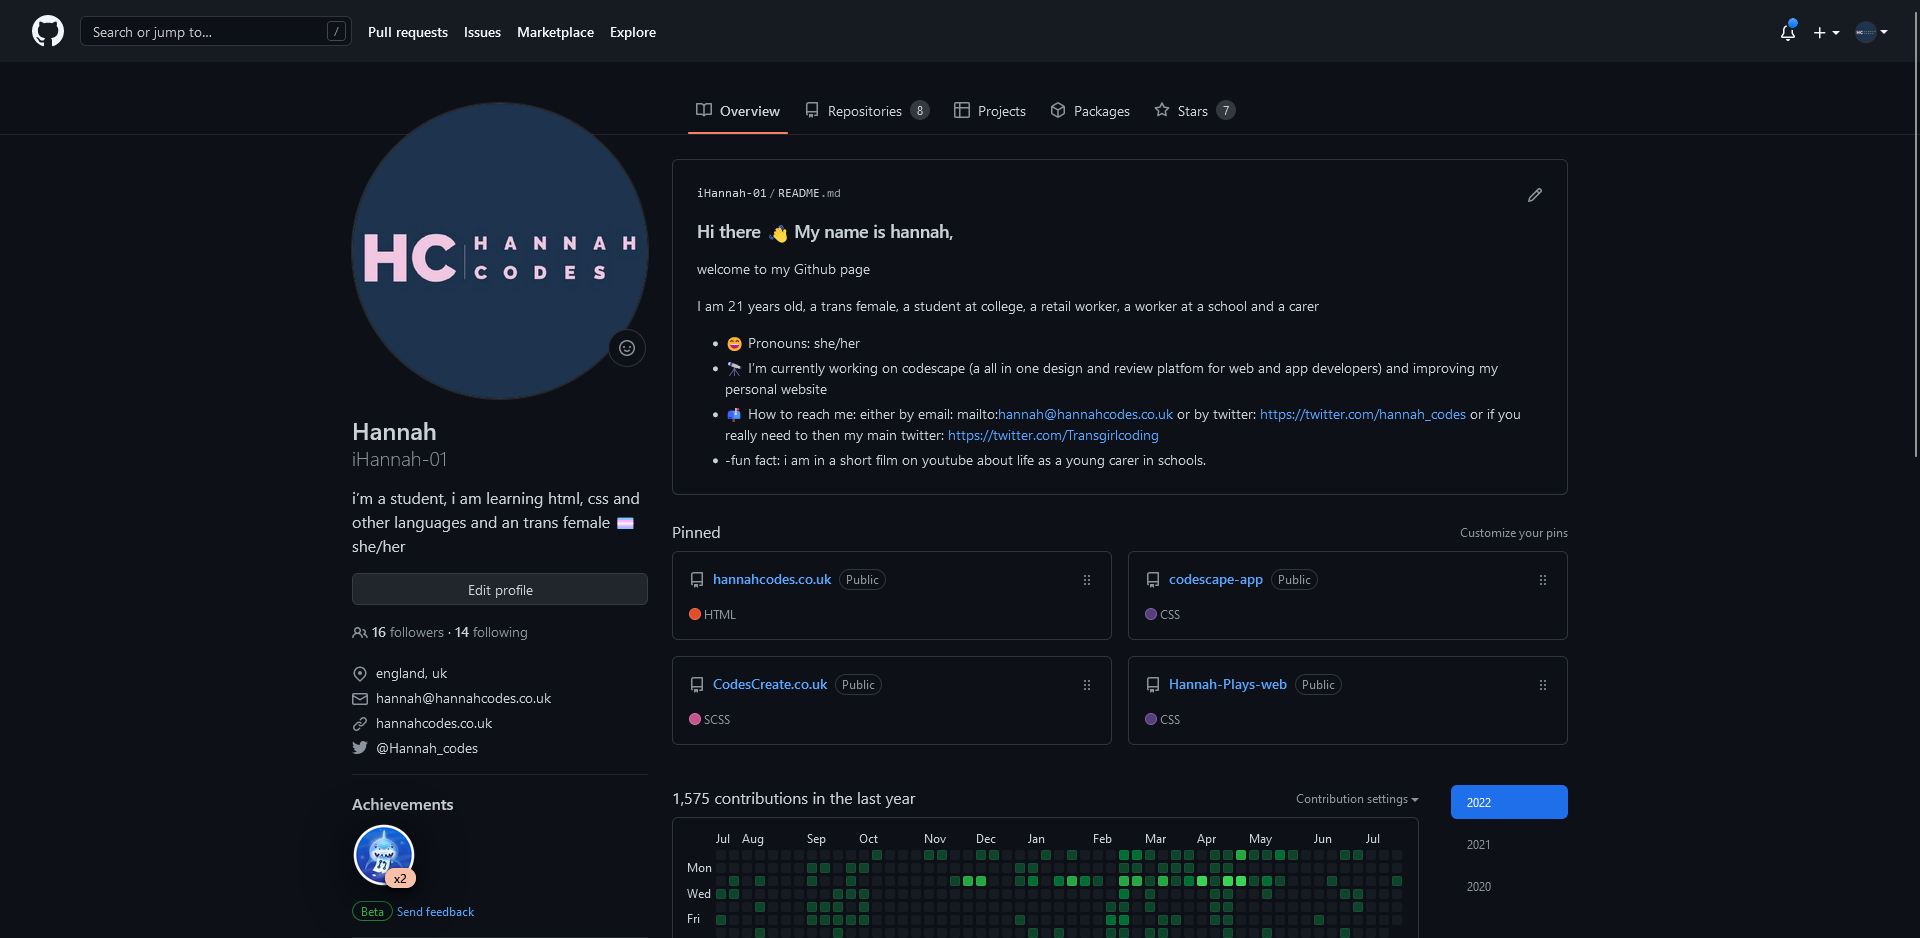 Search or jump to... /
Pull requests Issues Marketplace Explore
HC
Overview Repositories 8 Projects Packages Stars 7
HC HANNAH CODES
iHannah-01 / README.md
Hi there 👋 My name is hannah,
welcome to my Github page
I am 21 years old, a trans female, a student at college, a retail worker, a worker at a school and a carer
• 😄 Pronouns: she/her
• 🔭 I'm currently working on codescape (a all in one design and review platfom for web and app developers) and improving my
personal website
• 📫 How to reach me: either by email: mailto:hannah@hannahcodes.co.uk or by twitter: https://twitter.com/hannah_codes or if you
really need to then my main twitter: https://twitter.com/Transgirlcoding
• -fun fact: i am in a short film on youtube about life as a young carer in schools.
Hannah
iHannah-01
i'm a student, i am learning html, css and
other languages and an trans female
she/her
Edit profile
16 followers · 14 following
england, uk
hannah@hannahcodes.co.uk
hannahcodes.co.uk
@Hannah_codes
Achievements
x2
Beta Send feedback
Pinned Customize your pins
hannahcodes.co.uk Public
HTML
codescape-app Public
CSS
CodesCreate.co.uk Public
SCSS
Hannah-Plays-web Public
CSS
1,575 contributions in the last year Contribution settings
Jul Aug Sep Oct Nov Dec Jan Feb Mar Apr May Jun Jul
Mon
Wed
Fri
2022
2021
2020